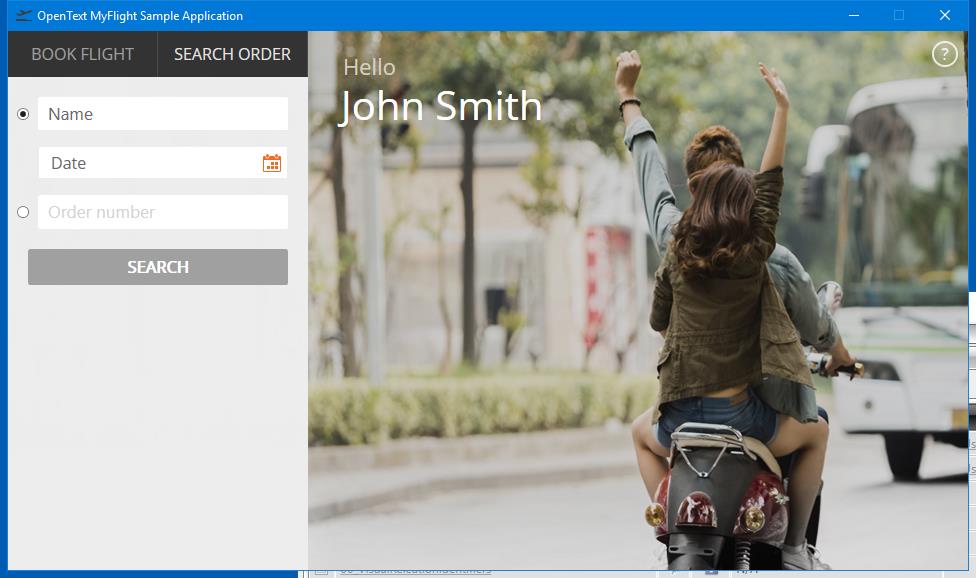 OpenText MyFlight Sample Application
BOOK FLIGHT
SEARCH ORDER
Hello
John Smith
?
Name
Date
Order number
SEARCH